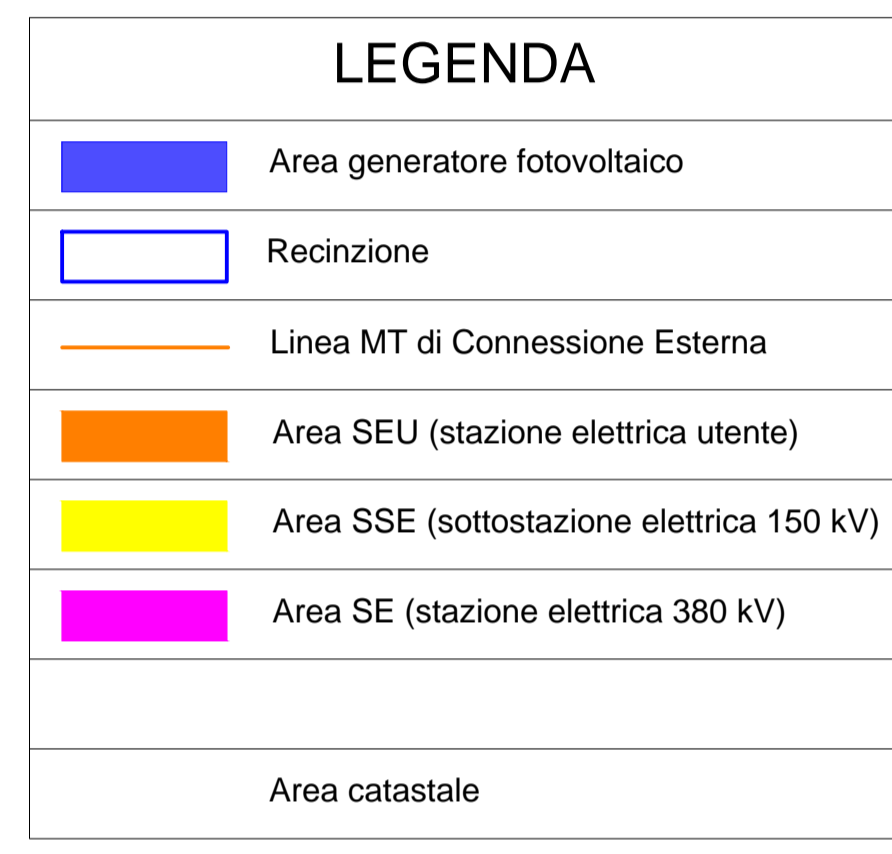 LEGENDA
Area generatore fotovoltaico
Recinzione
Linea MT di Connessione Esterna
Area SEU (stazione elettrica utente)
Area SSE (sottostazione elettrica 150 kV)
Area SE (stazione elettrica 380 kV)
Area catastale